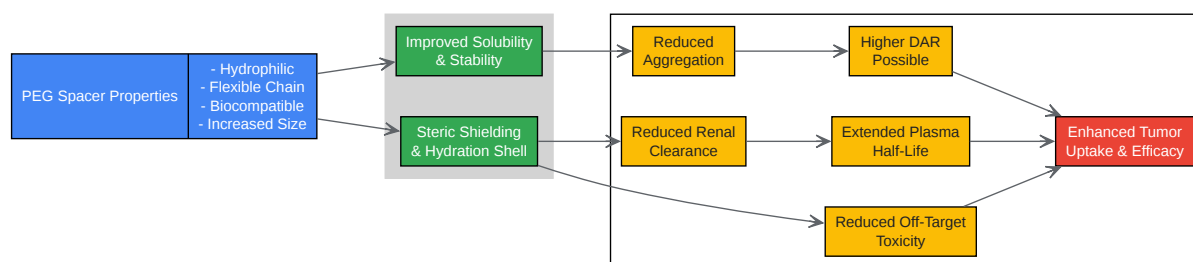 PEG Spacer Properties
- Hydrophilic
- Flexible Chain
- Biocompatible
- Increased Size
Improved Solubility
& Stability
Steric Shielding
& Hydration Shell
Reduced
Aggregation
Higher DAR
Possible
Reduced Renal
Clearance
Extended Plasma
Half-Life
Reduced Off-Target
Toxicity
Enhanced Tumor
Uptake & Efficacy